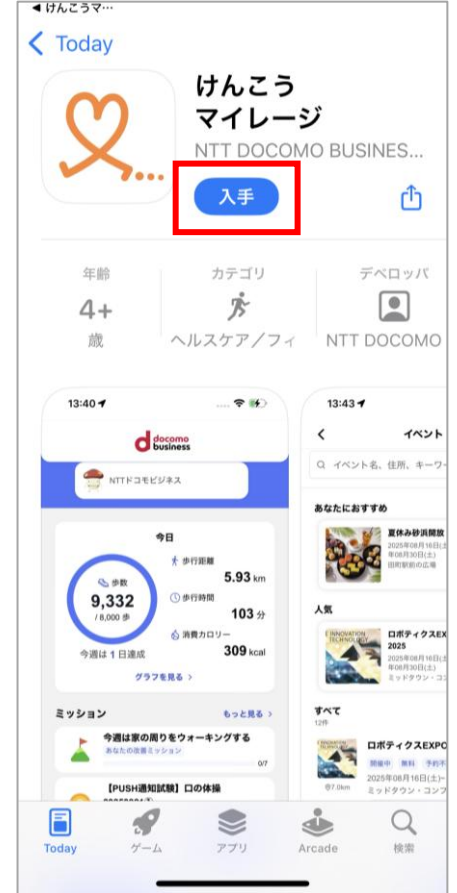 ◀ けんこうマ…
Today
けんこう
マイレージ
NTT DOCOMO BUSINES...
入手
年齢
4+
歳
カテゴリ
ヘルスケア/フィ
デベロッパ
NTT DOCOMO
13:40
docomo
business
NTTドコモビジネス
今日
歩数
9,332
/ 8,000 歩
今週は 1 日達成
歩行距離
5.93 km
歩行時間
103 分
消費カロリー
309 kcal
グラフを見る
ミッション
もっと見る
今週は家の周りをウォーキングする
あなたの改善ミッション
0/7
【PUSH通知試験】口の体操
13:43
イベント
イベント名、住所、キーワー
あなたにおすすめ
夏休み砂浜開放
2025年08月16日(土
年08月30日(土)
田町駅前の広場
人気
INNOVATION
TECHNOLOGY
ロボティクスEX
2025
2025年08月16日(土
年08月30日(土)
ミッドタウン・コン
すべて
12件
ロボティクスEXPO
開催中 無料 予約不
2025年08月16日(土)~
ミッドタウン・コンフ
@7.0km
Today
ゲーム
アプリ
Arcade
検索